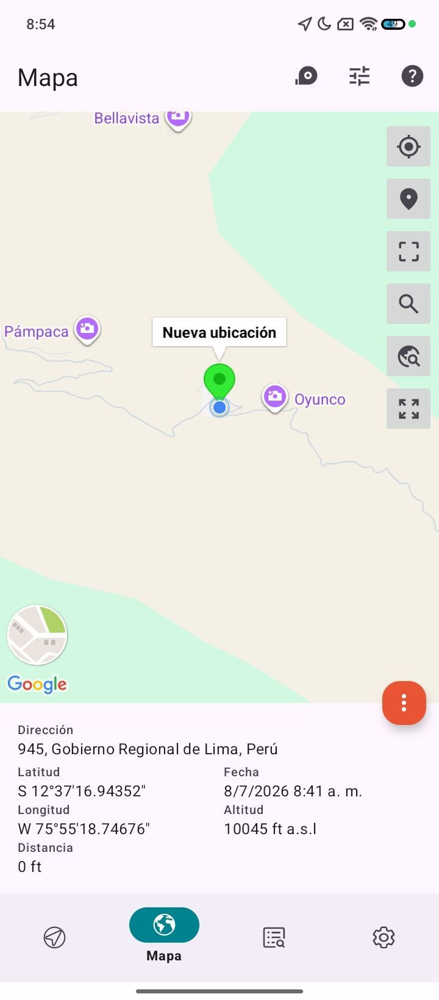 8:54
49
Mapa
Bellavista
Pámpaca
Nueva ubicación
Oyunco
Google
Dirección
945, Gobierno Regional de Lima, Perú
Latitud
S 12°37'16.94352"
Fecha
8/7/2026 8:41 a. m.
Longitud
W 75°55'18.74676"
Altitud
10045 ft a.s.l
Distancia
0 ft
Mapa